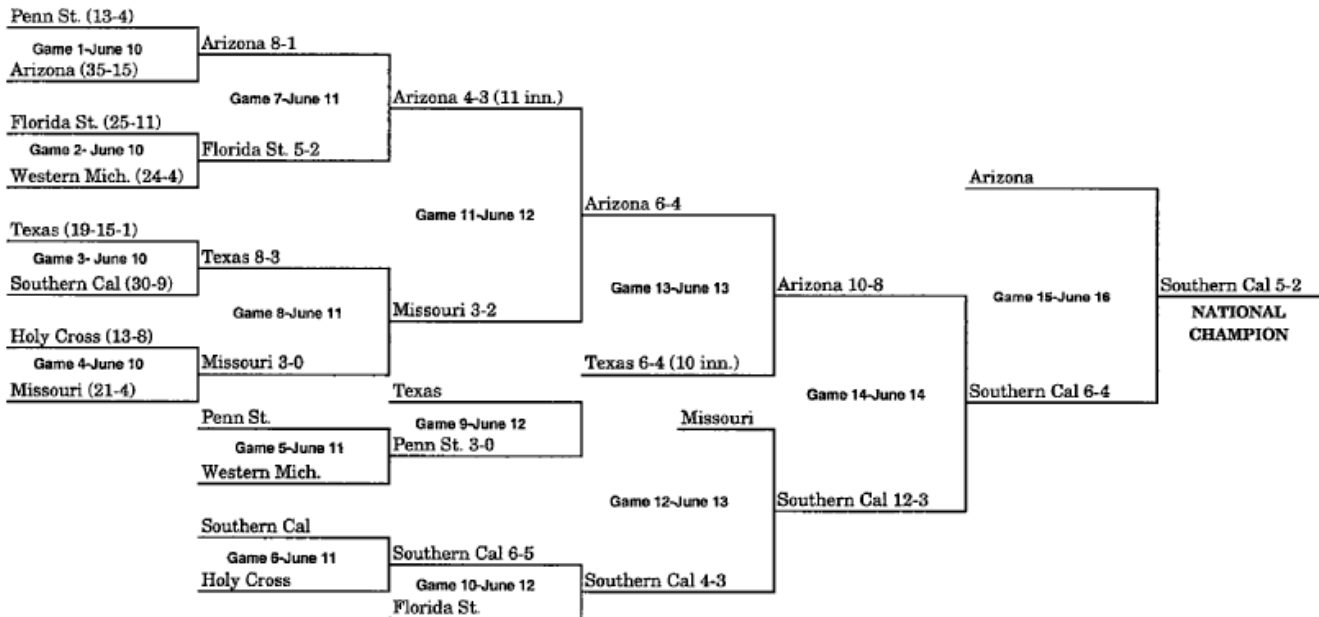 Penn St. (13-4)
Game 1-June 10
Arizona (35-15)
Arizona 8-1
Game 7-June 11
Florida St. (25-11)
Game 2- June 10
Western Mich. (24-4)
Florida St. 5-2
Arizona 4-3 (11 inn.)
Game 11-June 12
Texas (19-15-1)
Game 3- June 10
Southern Cal (30-9)
Texas 8-3
Game 8-June 11
Holy Cross (13-8)
Game 4-June 10
Missouri (21-4)
Missouri 3-0
Missouri 3-2
Arizona 6-4
Game 13-June 13
Texas 6-4 (10 inn.)
Texas
Game 9-June 12
Penn St. 3-0
Penn St.
Game 5-June 11
Western Mich.
Southern Cal
Game 6-June 11
Holy Cross
Southern Cal 6-5
Game 10-June 12
Florida St.
Southern Cal 4-3
Missouri
Game 12-June 13
Southern Cal 12-3
Arizona 10-8
Game 14-June 14
Southern Cal 6-4
Arizona
Game 15-June 16
Southern Cal 5-2
NATIONAL
CHAMPION